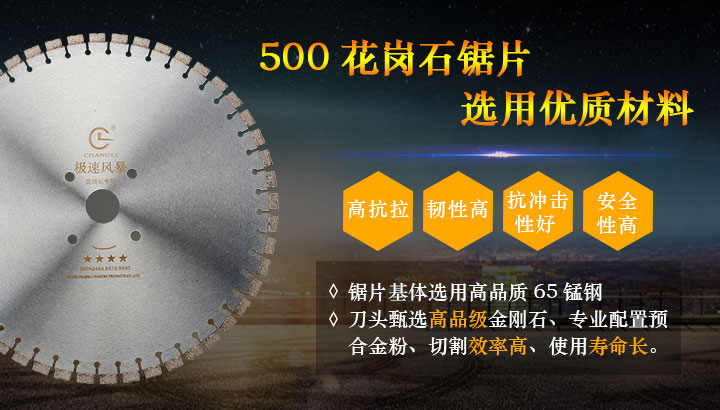 500 花岗石锯片
选用优质材料
CHANGLI
®
极速风暴
高抗拉
韧性高
抗冲击
性好
安全
性高
★★★★
◊ 锯片基体选用高品质 65 锰钢
◊ 刀头甄选高品级金刚石、专业配置预
合金粉、切割效率高、使用寿命长。